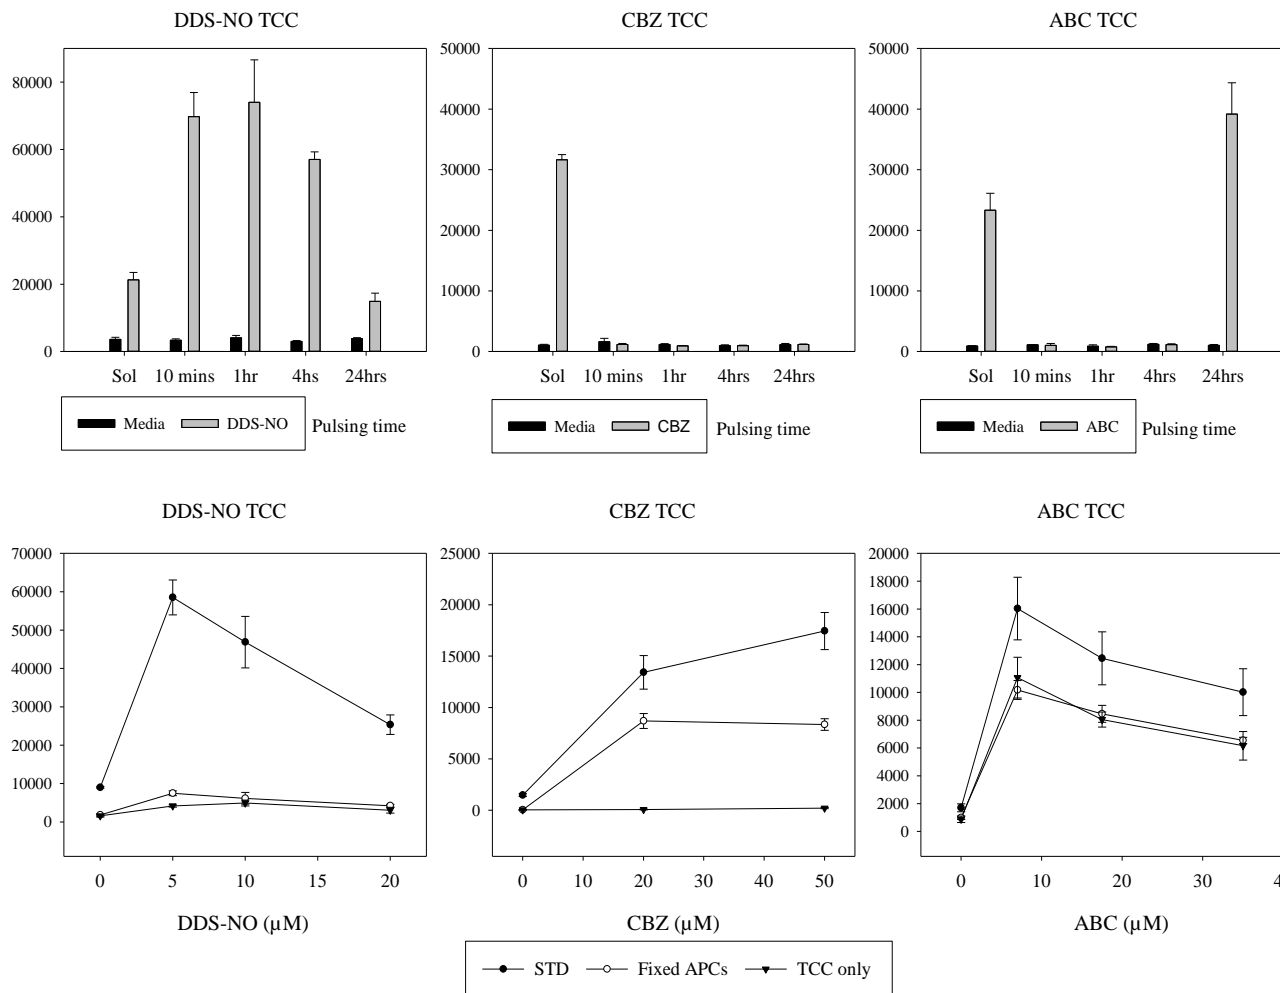 DDS-NO TCC
80000
60000
40000
20000
0
Sol 10 mins 1hr 4hs 24hrs
Media DDS-NO Pulsing time
CBZ TCC
50000
40000
30000
20000
10000
0
Sol 10 mins 1hr 4hrs 24hrs
Media CBZ Pulsing time
ABC TCC
50000
40000
30000
20000
10000
0
Sol 10 mins 1hr 4hrs 24hrs
Media ABC Pulsing time
DDS-NO TCC
70000
60000
50000
40000
30000
20000
10000
0
0 5 10 15 20
DDS-NO (µM)
CBZ TCC
25000
20000
15000
10000
5000
0
0 10 20 30 40 50
CBZ (µM)
ABC TCC
20000
18000
16000
14000
12000
10000
8000
6000
4000
2000
0
0 10 20 30 4
ABC (µM)
STD Fixed APCs TCC only